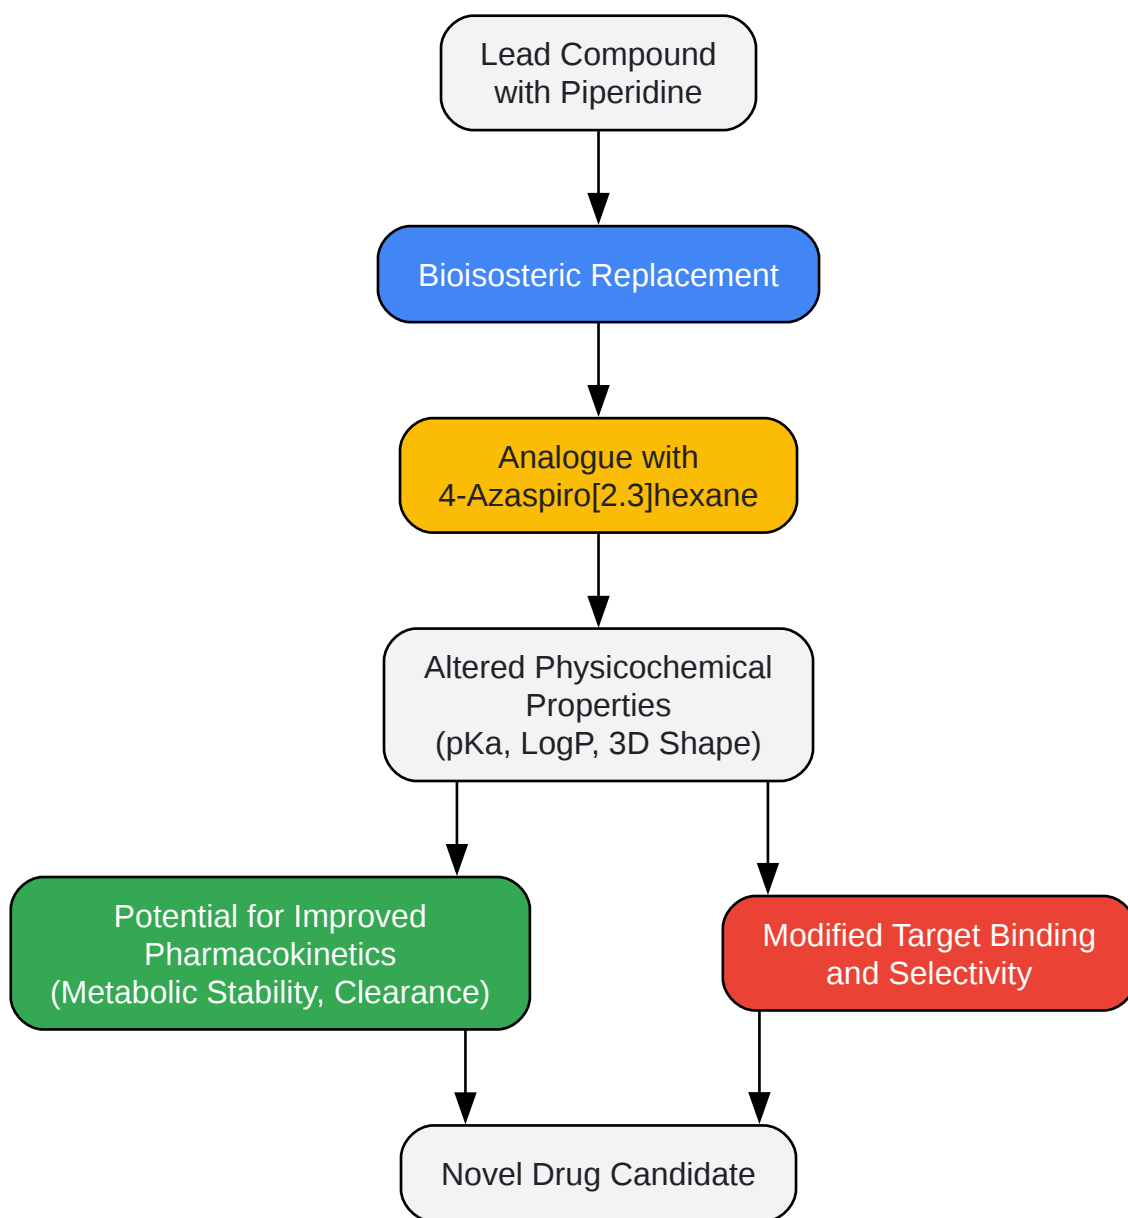 Lead Compound
with Piperidine
Bioisosteric Replacement
Analogue with
4-Azaspiro[2.3]hexane
Altered Physicochemical
Properties
(pKa, LogP, 3D Shape)
Potential for Improved
Pharmacokinetics
(Metabolic Stability, Clearance)
Modified Target Binding
and Selectivity
Novel Drug Candidate